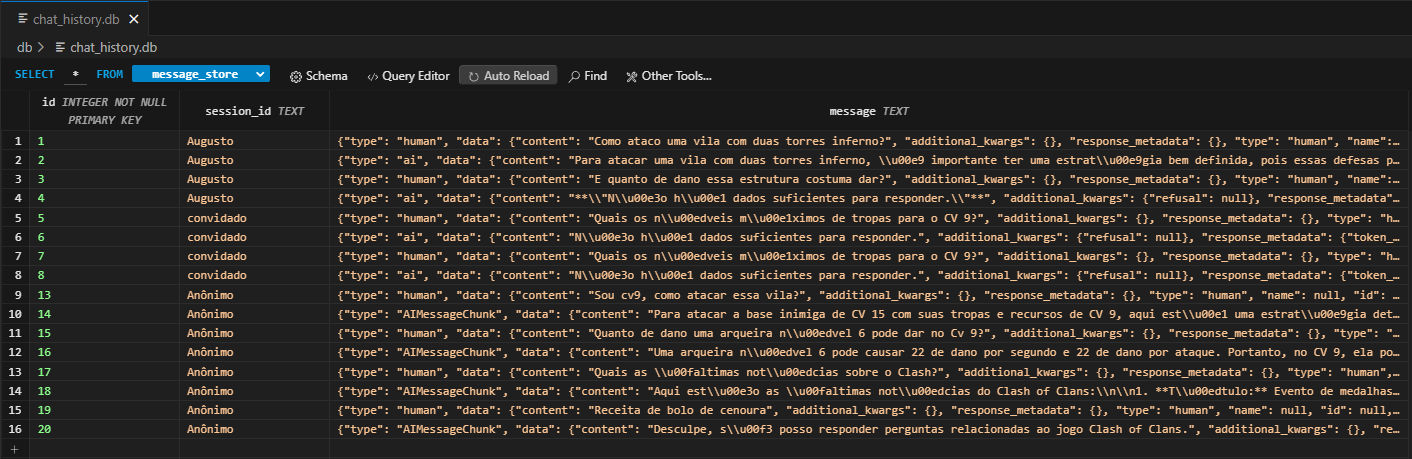 chat_history.db
db > chat_history.db
SELECT * FROM message_store Schema Query Editor Auto Reload Find Other Tools...
id INTEGER NOT NULL PRIMARY KEY session_id TEXT message TEXT
1 1 Augusto {"type": "human", "data": {"content": "Como ataco uma vila com duas torres inferno?", "additional_kwargs": {}, "response_metadata": {}, "type": "human", "name":…
2 2 Augusto {"type": "ai", "data": {"content": "Para atacar uma vila com duas torres inferno, \\u00e9 importante ter uma estrat\\u00e9gia bem definida, pois essas defesas p…
3 3 Augusto {"type": "human", "data": {"content": "E quanto de dano essa estrutura costuma dar?", "additional_kwargs": {}, "response_metadata": {}, "type": "human", "name":…
4 4 Augusto {"type": "ai", "data": {"content": "**\\"N\\u00e3o h\\u00e1 dados suficientes para responder.\\"**", "additional_kwargs": {"refusal": null}, "response_metadata…
5 5 convidado {"type": "human", "data": {"content": "Quais os n\\u00edveis m\\u00e1ximos de tropas para o CV 9?", "additional_kwargs": {}, "response_metadata": {}, "type": "h…
6 6 convidado {"type": "ai", "data": {"content": "N\\u00e3o h\\u00e1 dados suficientes para responder.", "additional_kwargs": {"refusal": null}, "response_metadata": {"token_…
7 7 convidado {"type": "human", "data": {"content": "Quais os n\\u00edveis m\\u00e1ximos de tropas para o CV 9?", "additional_kwargs": {}, "response_metadata": {}, "type": "h…
8 8 convidado {"type": "ai", "data": {"content": "N\\u00e3o h\\u00e1 dados suficientes para responder.", "additional_kwargs": {"refusal": null}, "response_metadata": {"token_…
9 13 Anônimo {"type": "human", "data": {"content": "Sou cv9, como atacar essa vila?", "additional_kwargs": {}, "response_metadata": {}, "type": "human", "name": null, "id": …
10 14 Anônimo {"type": "AIMessageChunk", "data": {"content": "Para atacar a base inimiga de CV 15 com suas tropas e recursos de CV 9, aqui est\\u00e1 uma estrat\\u00e9gia det…
11 15 Anônimo {"type": "human", "data": {"content": "Quanto de dano uma arqueira n\\u00edvel 6 pode dar no Cv 9?", "additional_kwargs": {}, "response_metadata": {}, "type": "…
12 16 Anônimo {"type": "AIMessageChunk", "data": {"content": "Uma arqueira n\\u00edvel 6 pode causar 22 de dano por segundo e 22 de dano por ataque. Portanto, no CV 9, ela po…
13 17 Anônimo {"type": "human", "data": {"content": "Quais as \\u00faltimas not\\u00edcias sobre o Clash?", "additional_kwargs": {}, "response_metadata": {}, "type": "human",…
14 18 Anônimo {"type": "AIMessageChunk", "data": {"content": "Aqui est\\u00e3o as \\u00faltimas not\\u00edcias do Clash of Clans:\\n\\n1. **T\\u00edtulo:** Evento de medalhas…
15 19 Anônimo {"type": "human", "data": {"content": "Receita de bolo de cenoura", "additional_kwargs": {}, "response_metadata": {}, "type": "human", "name": null, "id": null,…
16 20 Anônimo {"type": "AIMessageChunk", "data": {"content": "Desculpe, s\\u00f3 posso responder perguntas relacionadas ao jogo Clash of Clans.", "additional_kwargs": {}, "re…
+